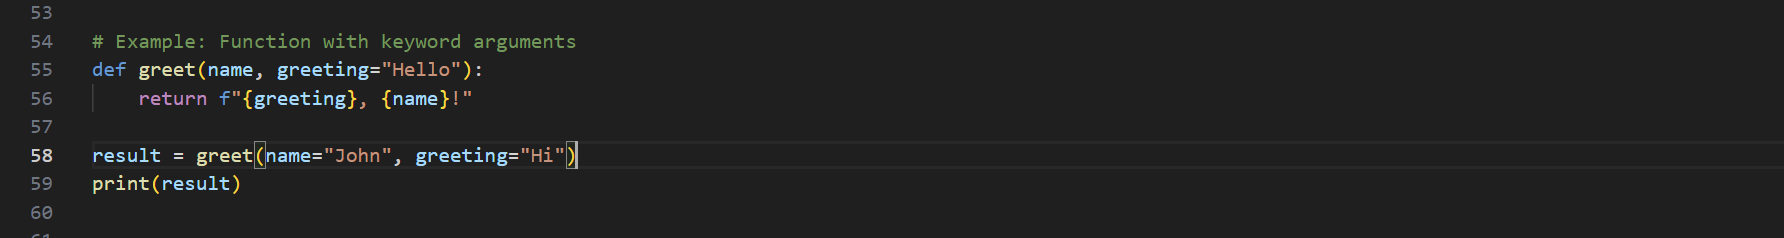 53
54 # Example: Function with keyword arguments
55 def greet(name, greeting="Hello"):
56     return f"{greeting}, {name}!"
57
58 result = greet(name="John", greeting="Hi")
59 print(result)
60
61